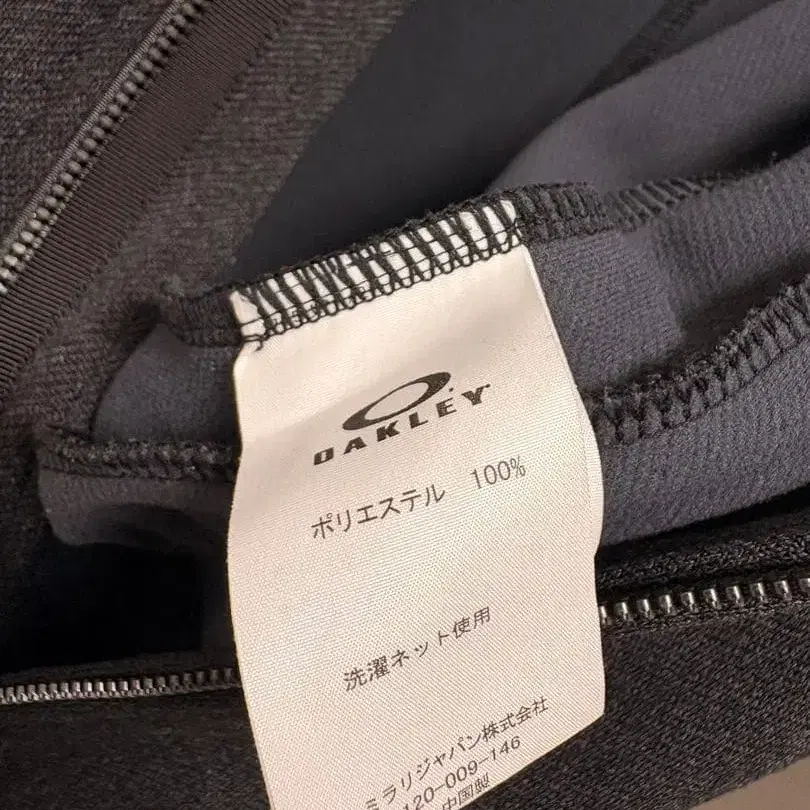 OAKLEY
ポリエステル 100%
洗濯ネット使用
ミラリジャパン株式会社
120-009-146
中国製